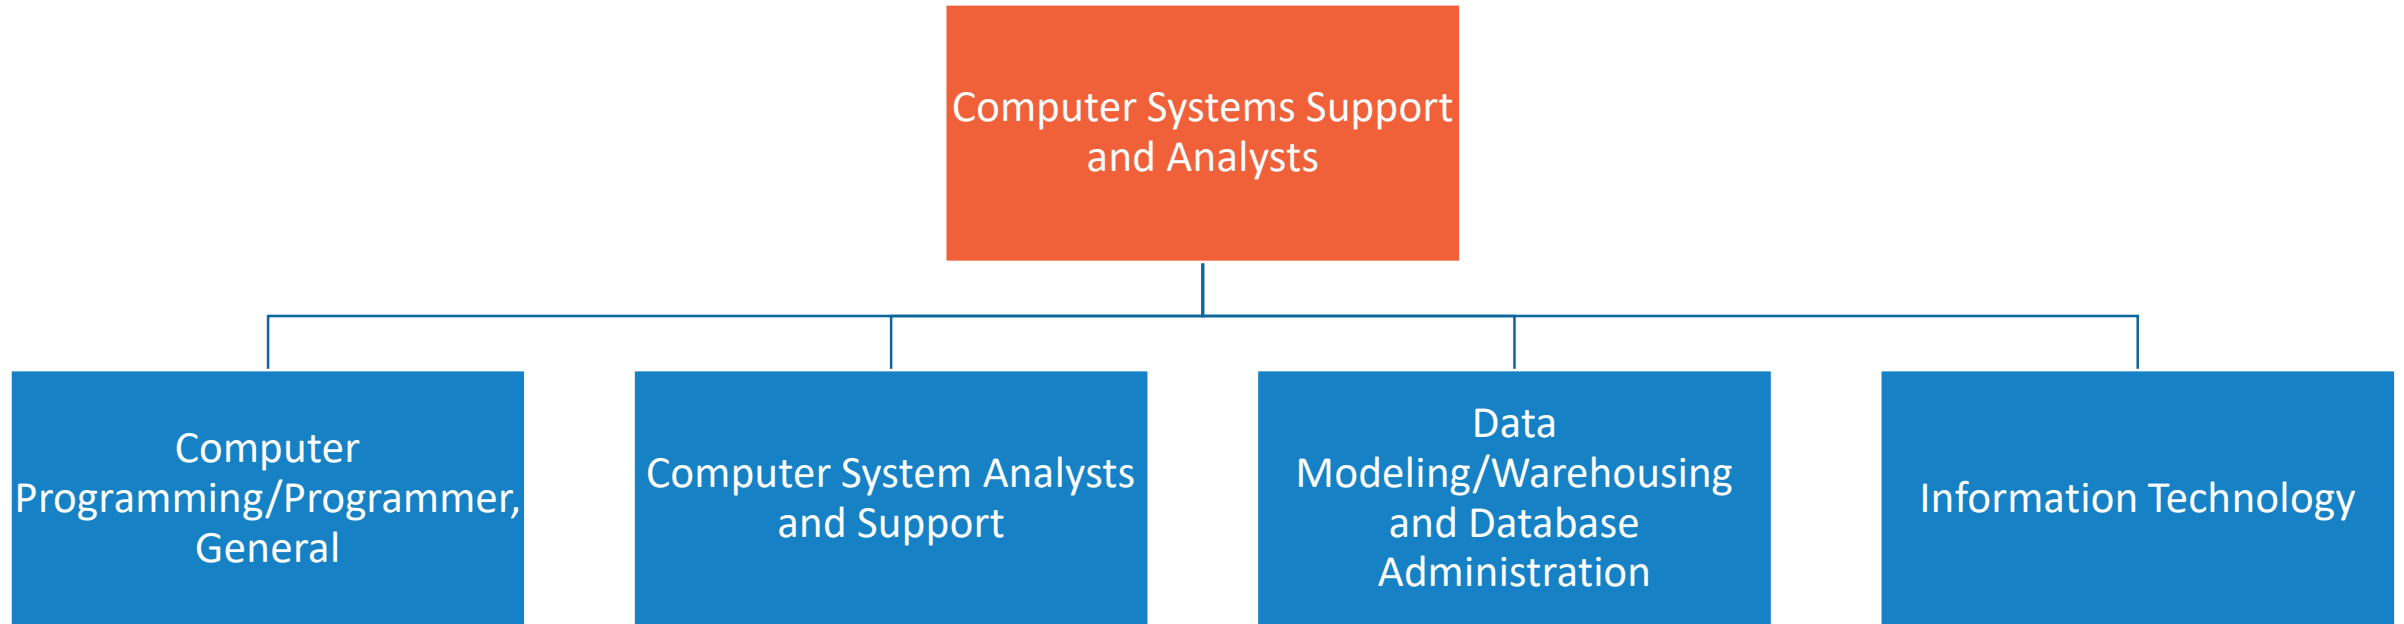 Computer Systems Support
and Analysts
Computer
Programming/Programmer,
General
Computer System Analysts
and Support
Data
Modeling/Warehousing
and Database
Administration
Information Technology